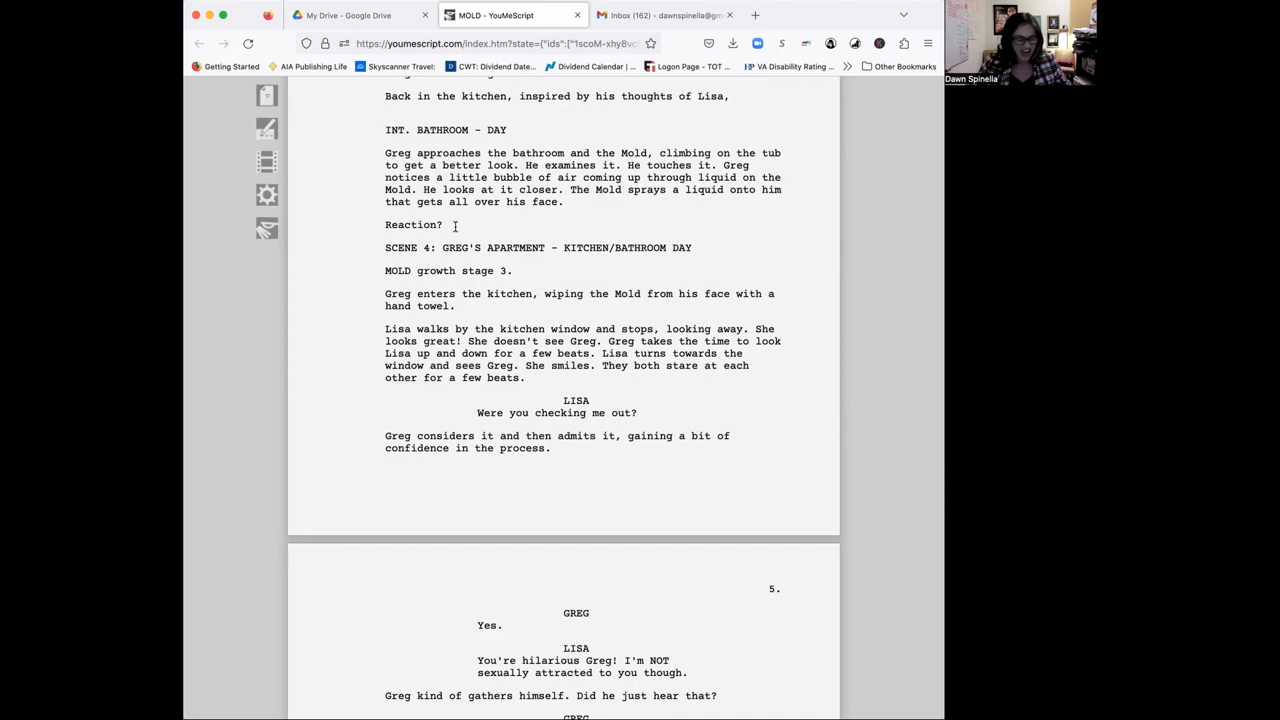 My Drive - Google Drive
MOLD - YouMeScript
Inbox (162) - dawnspinella@gm
https://youmescript.com/index.htm?state={"ids":["1scoM-xhy8vc
Getting Started
AIA Publishing Life
Skyscanner Travel:
CWT: Dividend Date...
Dividend Calendar | ...
Logon Page - TOT ...
VA Disability Rating ...
Other Bookmarks
Dawn Spinella
Back in the kitchen, inspired by his thoughts of Lisa,
INT. BATHROOM - DAY
Greg approaches the bathroom and the Mold, climbing on the tub
to get a better look. He examines it. He touches it. Greg
notices a little bubble of air coming up through liquid on the
Mold. He looks at it closer. The Mold sprays a liquid onto him
that gets all over his face.
Reaction?
SCENE 4: GREG'S APARTMENT - KITCHEN/BATHROOM DAY
MOLD growth stage 3.
Greg enters the kitchen, wiping the Mold from his face with a
hand towel.
Lisa walks by the kitchen window and stops, looking away. She
looks great! She doesn't see Greg. Greg takes the time to look
Lisa up and down for a few beats. Lisa turns towards the
window and sees Greg. She smiles. They both stare at each
other for a few beats.
LISA
Were you checking me out?
Greg considers it and then admits it, gaining a bit of
confidence in the process.
5.
GREG
Yes.
LISA
You're hilarious Greg! I'm NOT
sexually attracted to you though.
Greg kind of gathers himself. Did he just hear that?
GREG